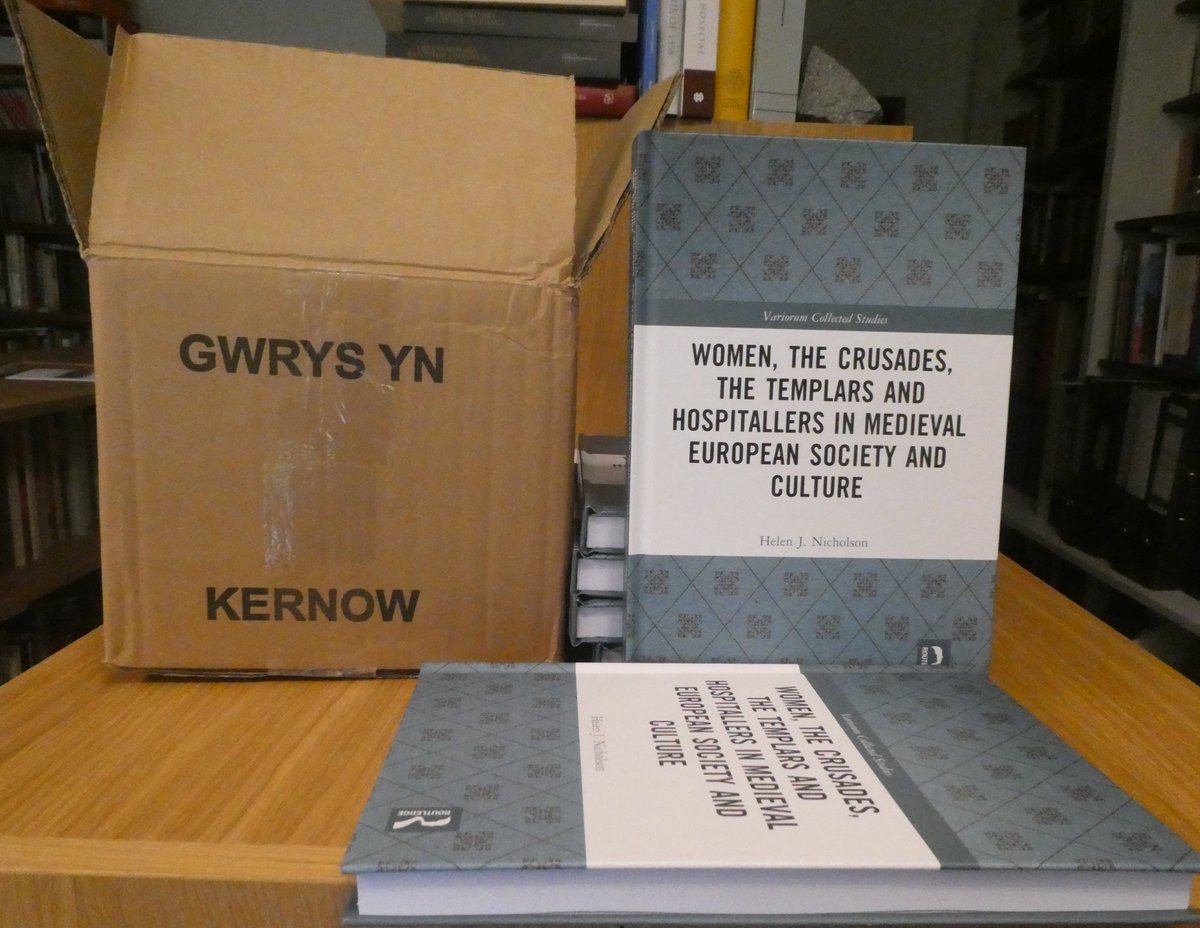 GWRYS YN
KERNOW
HOSPITAL
Variorum Collected Studies
WOMEN, THE CRUSADES,
THE TEMPLARS AND
HOSPITALLERS IN MEDIEVAL
EUROPEAN SOCIETY AND
CULTURE
Helen J. Nicholson
Variorum Collected Studies
WOMEN, THE CRUSADES,
THE TEMPLARS AND
HOSPITALLERS IN MEDIEVAL
EUROPEAN SOCIETY AND
CULTURE
Helen J. Nicholson
ROUTLEDGE